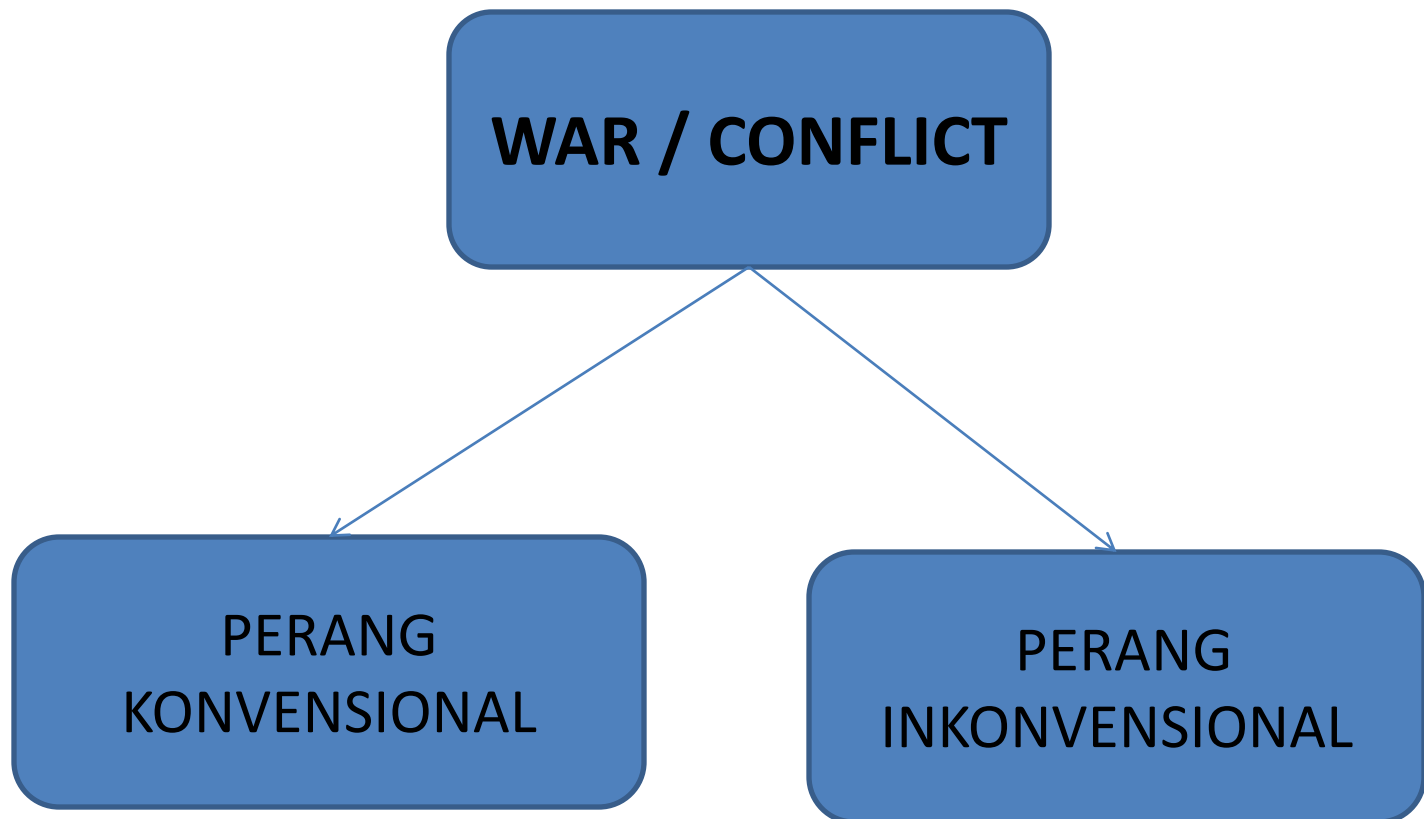 WAR / CONFLICT
PERANG
KONVENSIONAL
PERANG
INKONVENSIONAL